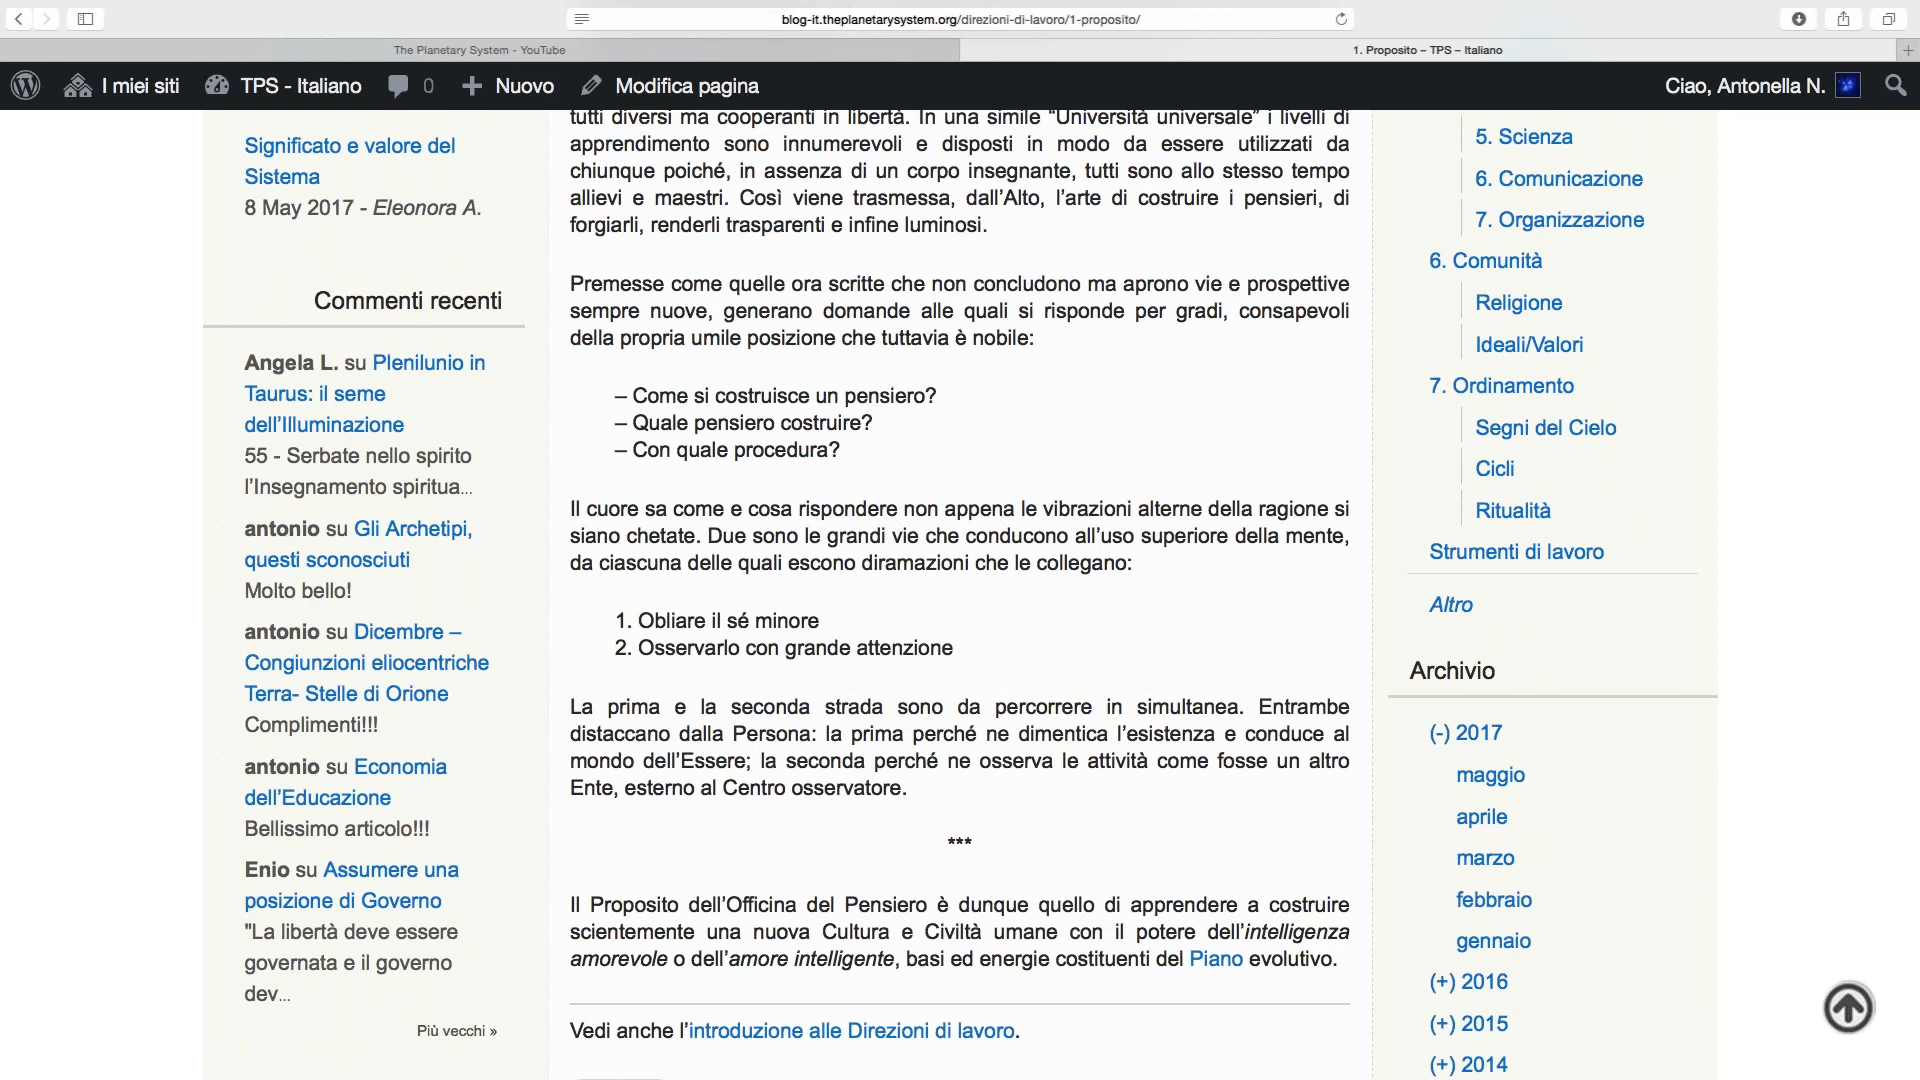 blog-it.theplanetarysystem.org/direzioni-di-lavoro/1-proposito/
The Planetary System - YouTube
1. Proposito – TPS – Italiano
I miei siti
TPS - Italiano
0
Nuovo
Modifica pagina
Ciao, Antonella N.
Significato e valore del
Sistema
8 May 2017 - Eleonora A.
Commenti recenti
Angela L. su Plenilunio in
Taurus: il seme
dell’Illuminazione
55 - Serbate nello spirito
l’Insegnamento spiritua...
antonio su Gli Archetipi,
questi sconosciuti
Molto bello!
antonio su Dicembre –
Congiunzioni eliocentriche
Terra- Stelle di Orione
Complimenti!!!
antonio su Economia
dell’Educazione
Bellissimo articolo!!!
Enio su Assumere una
posizione di Governo
"La libertà deve essere
governata e il governo
dev...
Più vecchi »
tutti diversi ma cooperanti in libertà. In una simile “Università universale” i livelli di
apprendimento sono innumerevoli e disposti in modo da essere utilizzati da
chiunque poiché, in assenza di un corpo insegnante, tutti sono allo stesso tempo
allievi e maestri. Così viene trasmessa, dall’Alto, l’arte di costruire i pensieri, di
forgiarli, renderli trasparenti e infine luminosi.
Premesse come quelle ora scritte che non concludono ma aprono vie e prospettive
sempre nuove, generano domande alle quali si risponde per gradi, consapevoli
della propria umile posizione che tuttavia è nobile:
– Come si costruisce un pensiero?
– Quale pensiero costruire?
– Con quale procedura?
Il cuore sa come e cosa rispondere non appena le vibrazioni alterne della ragione si
siano chetate. Due sono le grandi vie che conducono all’uso superiore della mente,
da ciascuna delle quali escono diramazioni che le collegano:
1. Obliare il sé minore
2. Osservarlo con grande attenzione
La prima e la seconda strada sono da percorrere in simultanea. Entrambe
distaccano dalla Persona: la prima perché ne dimentica l’esistenza e conduce al
mondo dell’Essere; la seconda perché ne osserva le attività come fosse un altro
Ente, esterno al Centro osservatore.
***
Il Proposito dell’Officina del Pensiero è dunque quello di apprendere a costruire
scientemente una nuova Cultura e Civiltà umane con il potere dell’intelligenza
amorevole o dell’amore intelligente, basi ed energie costituenti del Piano evolutivo.
Vedi anche l’introduzione alle Direzioni di lavoro.
5. Scienza
6. Comunicazione
7. Organizzazione
6. Comunità
Religione
Ideali/Valori
7. Ordinamento
Segni del Cielo
Cicli
Ritualità
Strumenti di lavoro
Altro
Archivio
(-) 2017
maggio
aprile
marzo
febbraio
gennaio
(+) 2016
(+) 2015
(+) 2014